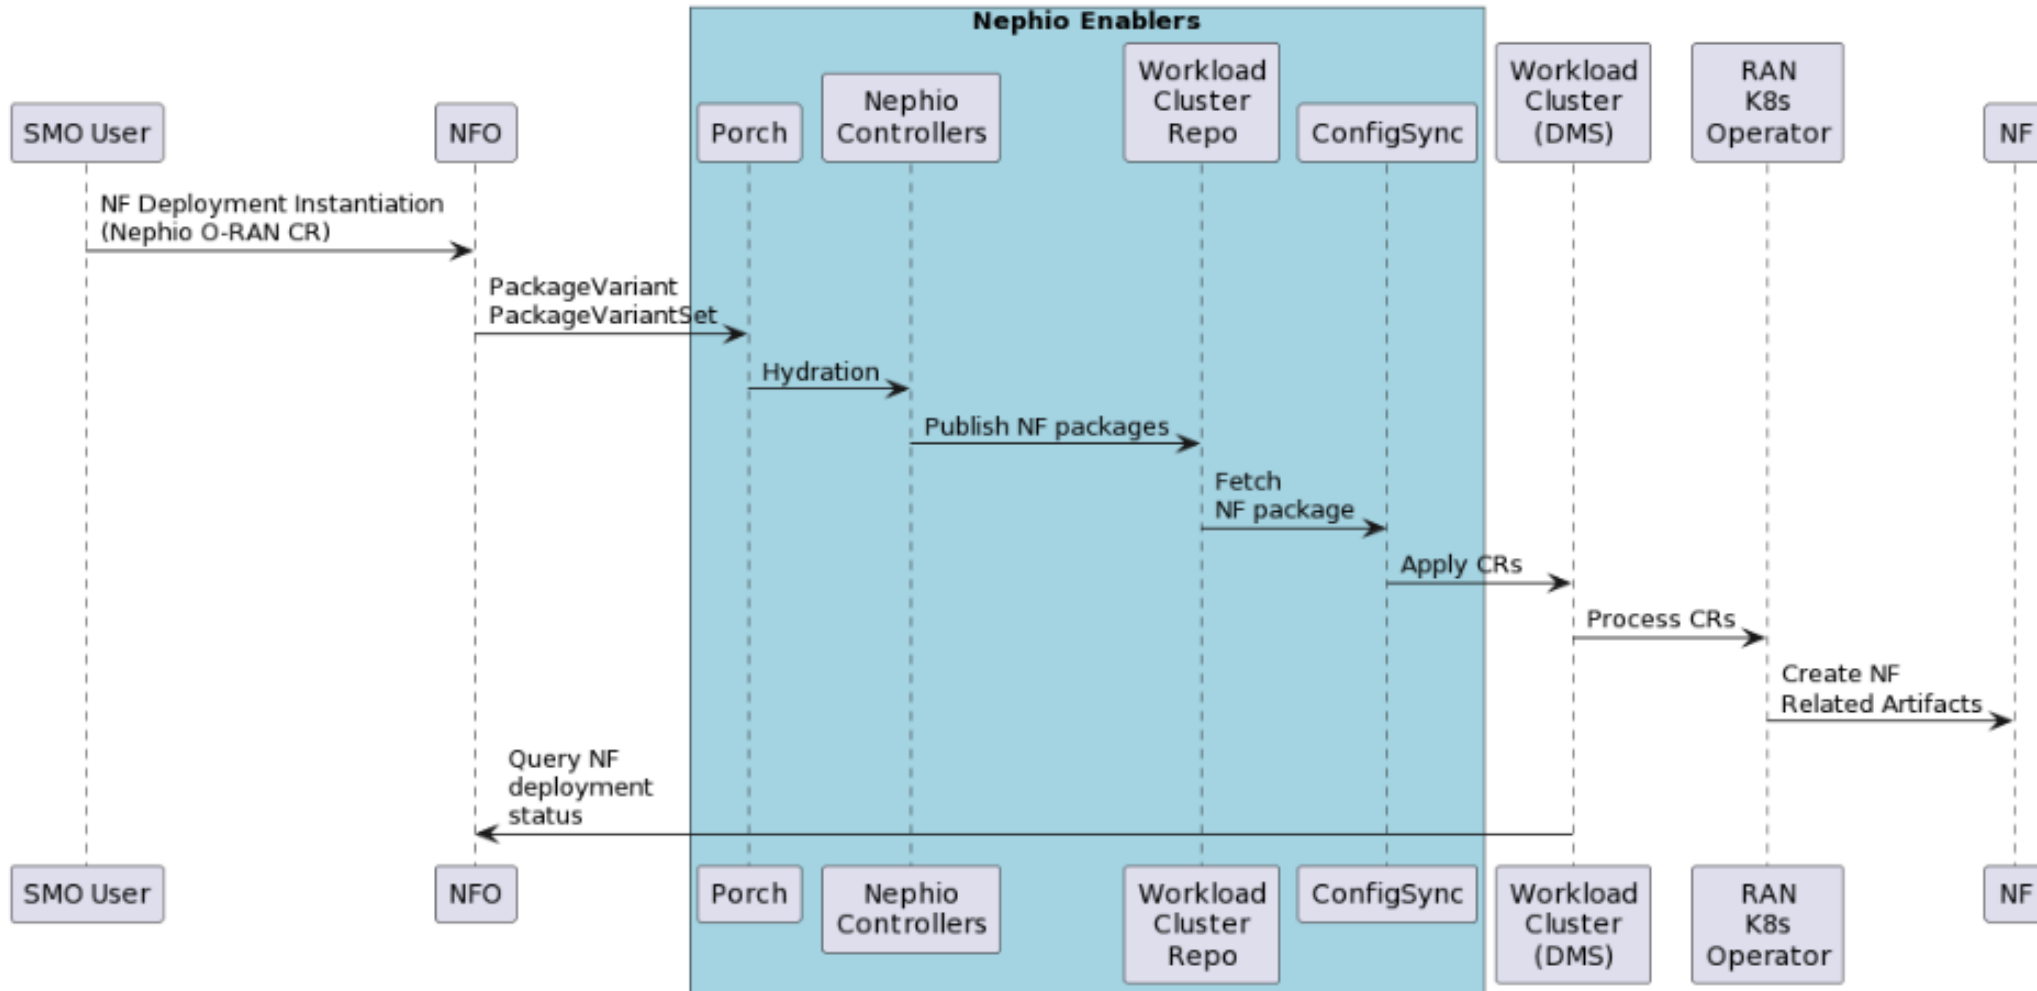 Nephio Enablers
SMO User
NFO
Porch
Nephio
Controllers
Workload
Cluster
Repo
ConfigSync
Workload
Cluster
(DMS)
RAN
K8s
Operator
NF
NF Deployment Instantiation
(Nephio O-RAN CR)
PackageVariant
PackageVariantSet
Hydration
Publish NF packages
Fetch
NF package
Apply CRs
Process CRs
Create NF
Related Artifacts
Query NF
deployment
status
SMO User
NFO
Porch
Nephio
Controllers
Workload
Cluster
Repo
ConfigSync
Workload
Cluster
(DMS)
RAN
K8s
Operator
NF